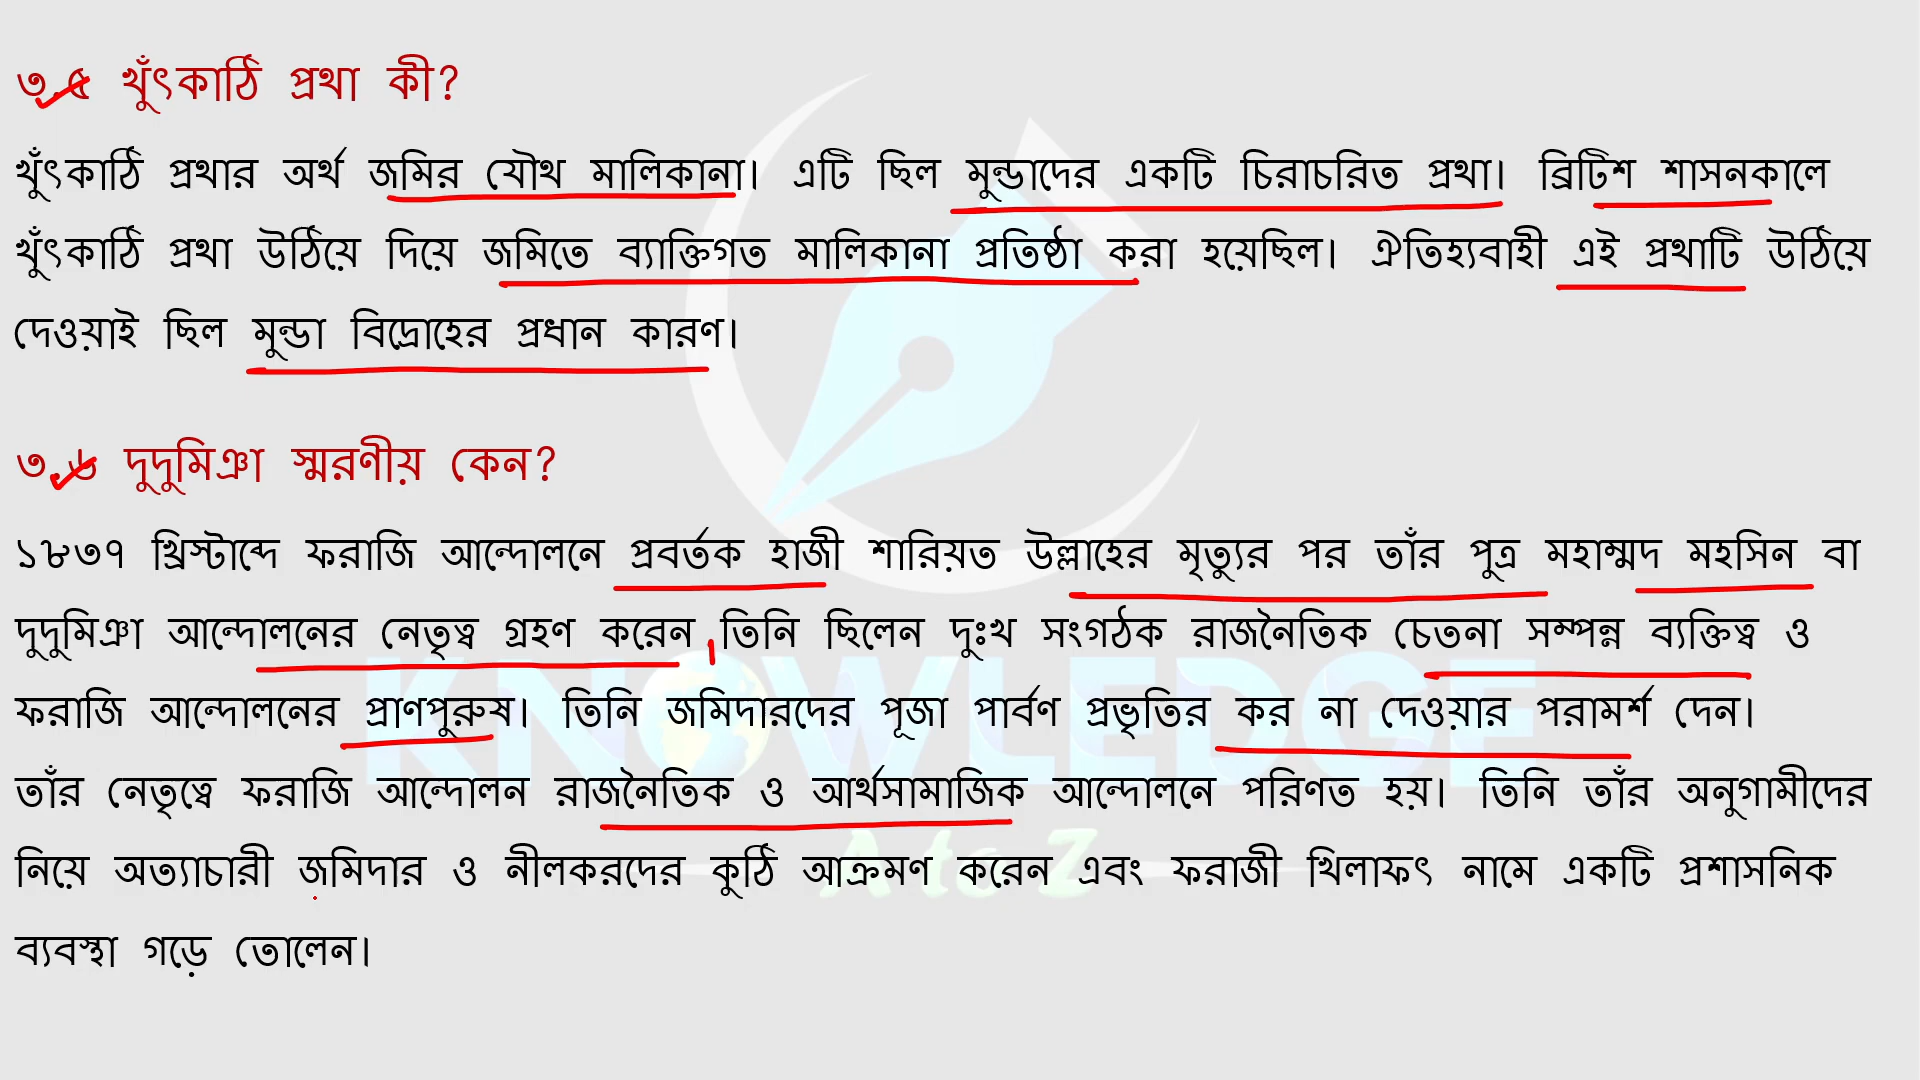 ৩.৫ খুঁৎকাঠি প্রথা কী?
খুঁৎকাঠি প্রথার অর্থ জমির যৌথ মালিকানা। এটি ছিল মুন্ডাদের একটি চিরাচরিত প্রথা। ব্রিটিশ শাসনকালে
খুঁৎকাঠি প্রথা উঠিয়ে দিয়ে জমিতে ব্যাক্তিগত মালিকানা প্রতিষ্ঠা করা হয়েছিল। ঐতিহ্যবাহী এই প্রথাটি উঠিয়ে
দেওয়াই ছিল মুন্ডা বিদ্রোহের প্রধান কারণ।
৩.৬ দুদুমিঞা স্মরণীয় কেন?
১৮৩৭ খ্রিস্টাব্দে ফরাজি আন্দোলনে প্রবর্তক হাজী শারিয়ত উল্লাহের মৃত্যুর পর তাঁর পুত্র মহাম্মদ মহসিন বা
দুদুমিঞা আন্দোলনের নেতৃত্ব গ্রহণ করেন তিনি ছিলেন দুঃখ সংগঠক রাজনৈতিক চেতনা সম্পন্ন ব্যক্তিত্ব ও
ফরাজি আন্দোলনের প্রাণপুরুষ। তিনি জমিদারদের পূজা পার্বণ প্রভৃতির কর না দেওয়ার পরামর্শ দেন।
তাঁর নেতৃত্বে ফরাজি আন্দোলন রাজনৈতিক ও আর্থসামাজিক আন্দোলনে পরিণত হয়। তিনি তাঁর অনুগামীদের
নিয়ে অত্যাচারী জমিদার ও নীলকরদের কুঠি আক্রমণ করেন এবং ফরাজী খিলাফৎ নামে একটি প্রশাসনিক
ব্যবস্থা গড়ে তোলেন।
KNOWLEDGE
A to Z